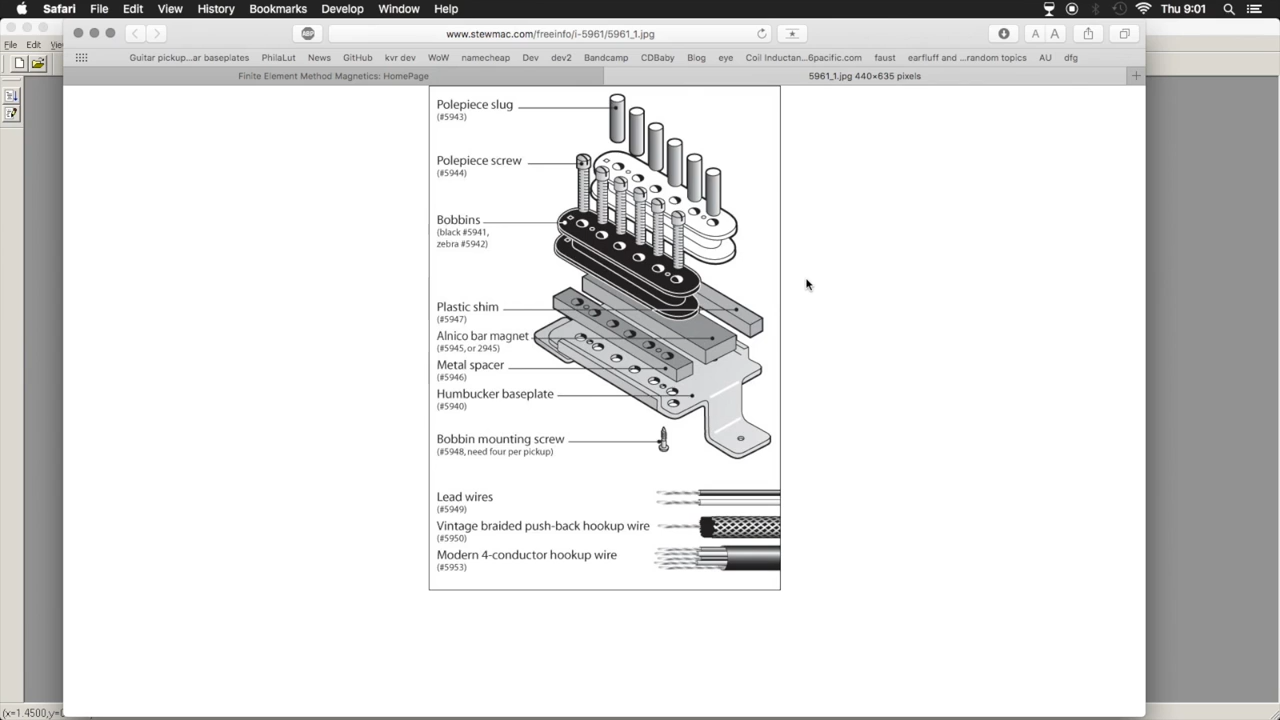 Safari File Edit View History Bookmarks Develop Window Help Thu 9:01
www.stewmac.com/freeinfo/i-5961/5961_1.jpg
ABP
A A
File Edit
Guitar pickup...ar baseplates PhilaLut News GitHub kvr dev WoW namecheap Dev dev2 Bandcamp CDBaby Blog eye Coil Inductan...6pacific.com faust earfluff and ...random topics AU dfg
Finite Element Method Magnetics: HomePage 5961_1.jpg 440×635 pixels
Polepiece slug
(#5943)
Polepiece screw
(#5944)
Bobbins
(black #5941,
zebra #5942)
Plastic shim
(#5947)
Alnico bar magnet
(#5945, or 2945)
Metal spacer
(#5946)
Humbucker baseplate
(#5940)
Bobbin mounting screw
(#5948, need four per pickup)
Lead wires
(#5949)
Vintage braided push-back hookup wire
(#5950)
Modern 4-conductor hookup wire
(#5953)